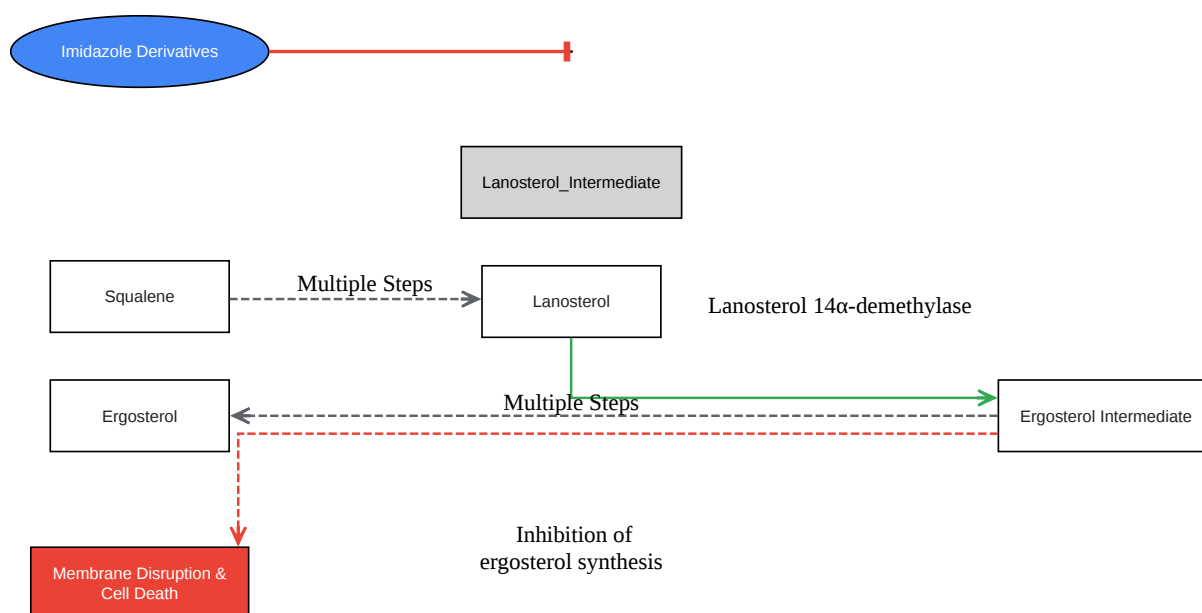 Imidazole Derivatives
Lanosterol_Intermediate
Squalene
Multiple Steps
Lanosterol
Lanosterol 14α-demethylase
Ergosterol
Multiple Steps
Ergosterol Intermediate
Inhibition of
ergosterol synthesis
Membrane Disruption &
Cell Death